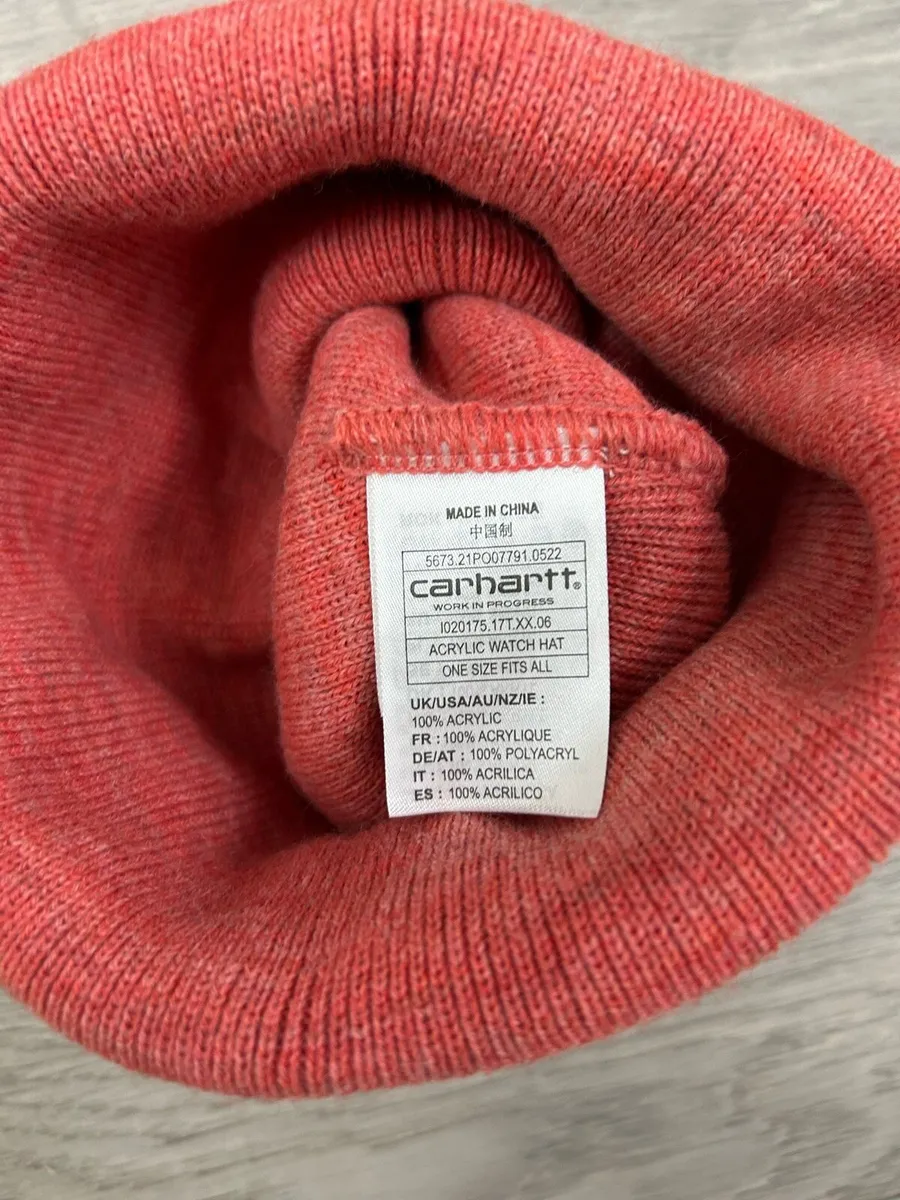 MADE IN CHINA
中国制
5673.21PO07791.0522
carhartt®
WORK IN PROGRESS
I020175.17T.XX.06
ACRYLIC WATCH HAT
ONE SIZE FITS ALL
UK/USA/AU/NZ/IE :
100% ACRYLIC
FR : 100% ACRYLIQUE
DE/AT : 100% POLYACRYL
IT : 100% ACRILICA
ES : 100% ACRILICO